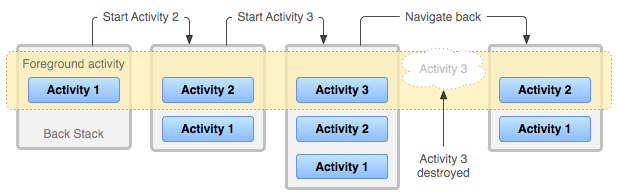 Start Activity 2
Start Activity 3
Navigate back
Foreground activity
Activity 1
Activity 2
Activity 3
Activity 3
Activity 2
Back Stack
Activity 1
Activity 2
Activity 1
Activity 1
Activity 3
destroyed